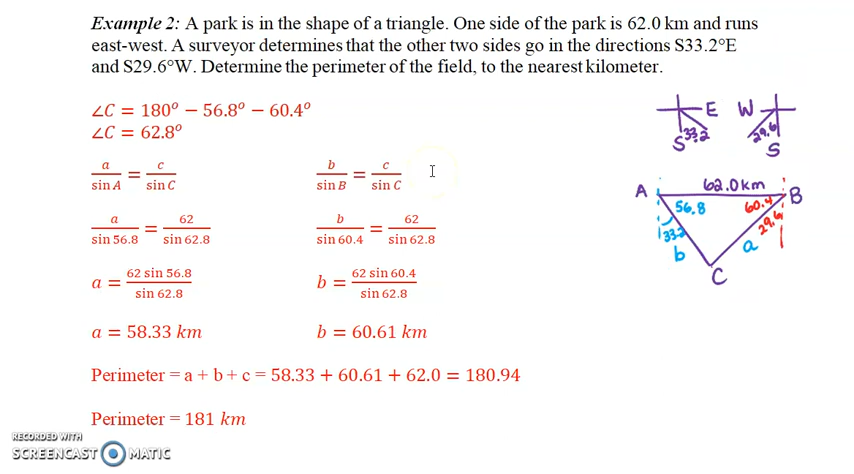 Example 2: A park is in the shape of a triangle. One side of the park is 62.0 km and runs
east-west. A surveyor determines that the other two sides go in the directions S33.2°E
and S29.6°W. Determine the perimeter of the field, to the nearest kilometer.
∠C = 180° − 56.8° − 60.4°
∠C = 62.8°
a/sin A = c/sin C
b/sin B = c/sin C
a/sin 56.8 = 62/sin 62.8
b/sin 60.4 = 62/sin 62.8
a = 62 sin 56.8/sin 62.8
b = 62 sin 60.4/sin 62.8
a = 58.33 km
b = 60.61 km
Perimeter = a + b + c = 58.33 + 60.61 + 62.0 = 180.94
Perimeter = 181 km
E
S 33.2
W
29.6
S
A
62.0 km
B
56.8
60.4
33.2
29.6
b
a
C
RECORDED WITH
SCREENCAST MATIC